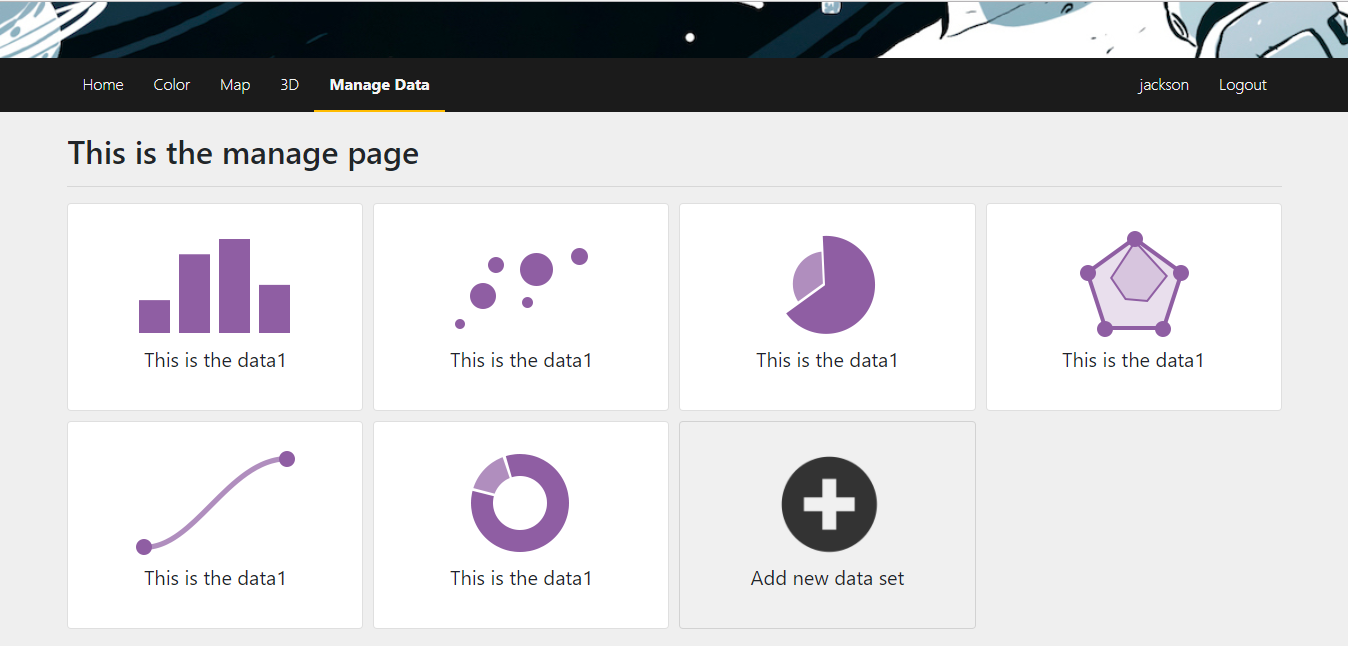 Home Color Map 3D Manage Data jackson Logout
This is the manage page
This is the data1 This is the data1 This is the data1 This is the data1
This is the data1 This is the data1 Add new data set